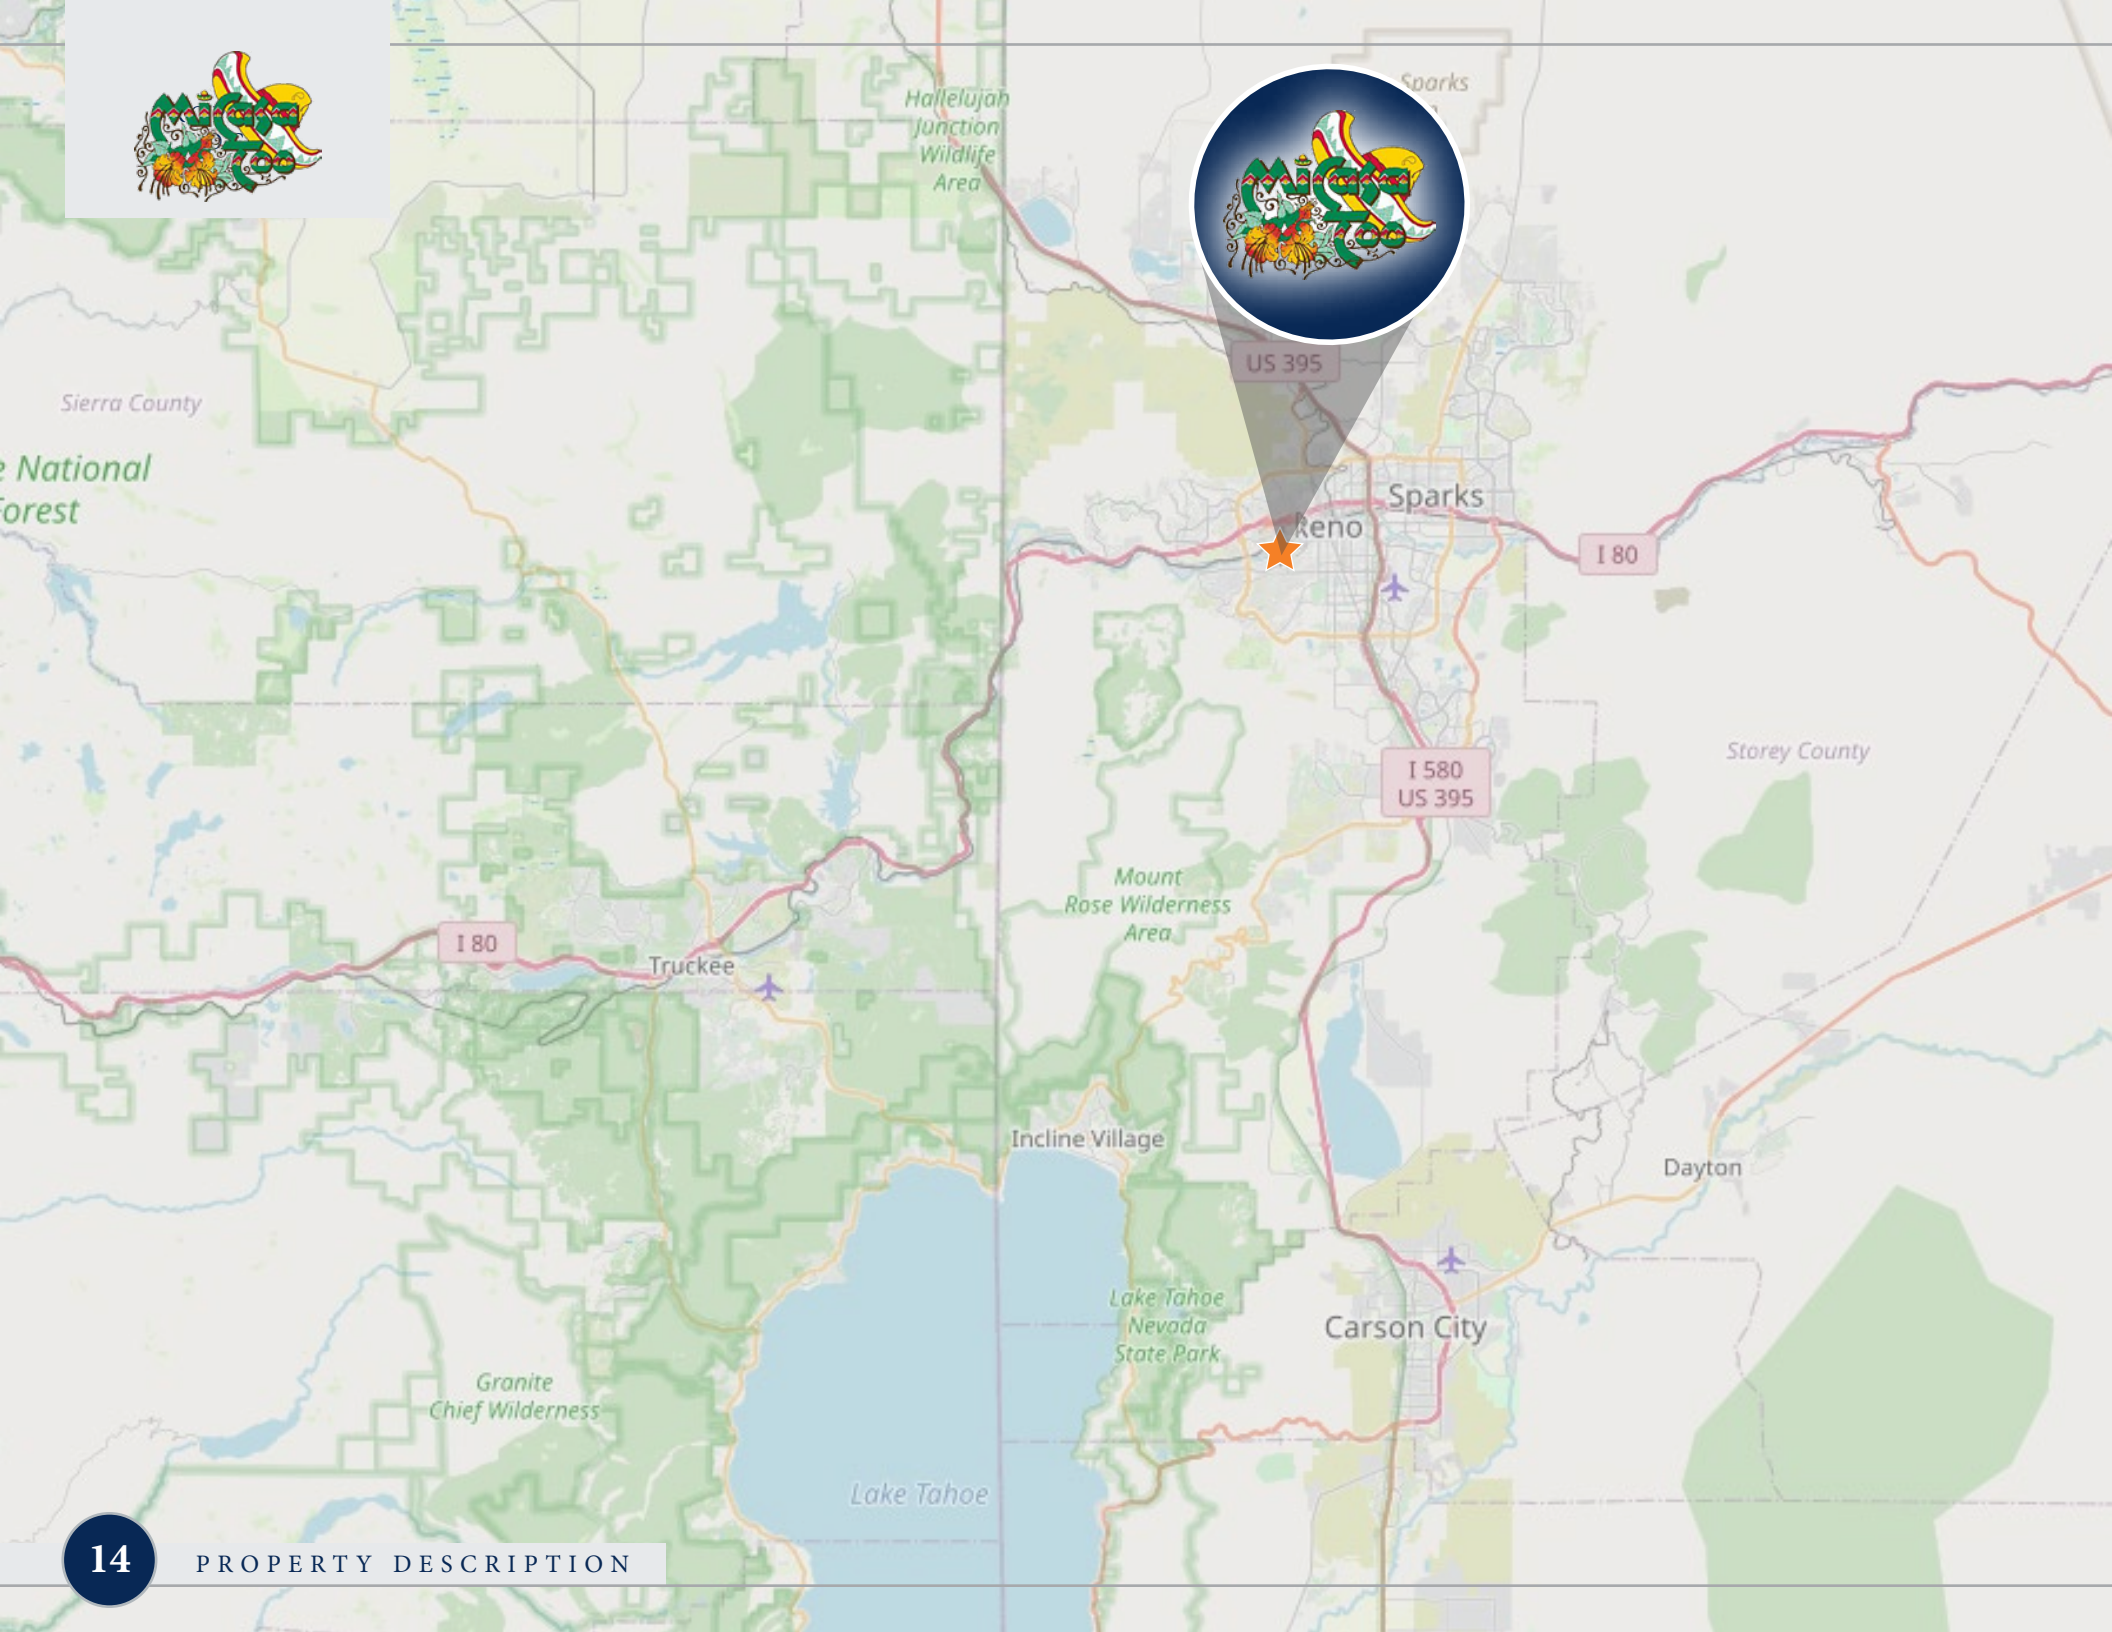 Mi Casa
Too
Hallelujah
Junction
Wildlife
Area
Sparks
Mi Casa
Too
US 395
Sierra County
e National
Forest
Sparks
Reno
I 80
Storey County
I 580
US 395
Mount
Rose Wilderness
Area
I 80
Truckee
Incline Village
Dayton
Lake Tahoe
Nevada
State Park
Carson City
Granite
Chief Wilderness
Lake Tahoe
14
PROPERTY DESCRIPTION